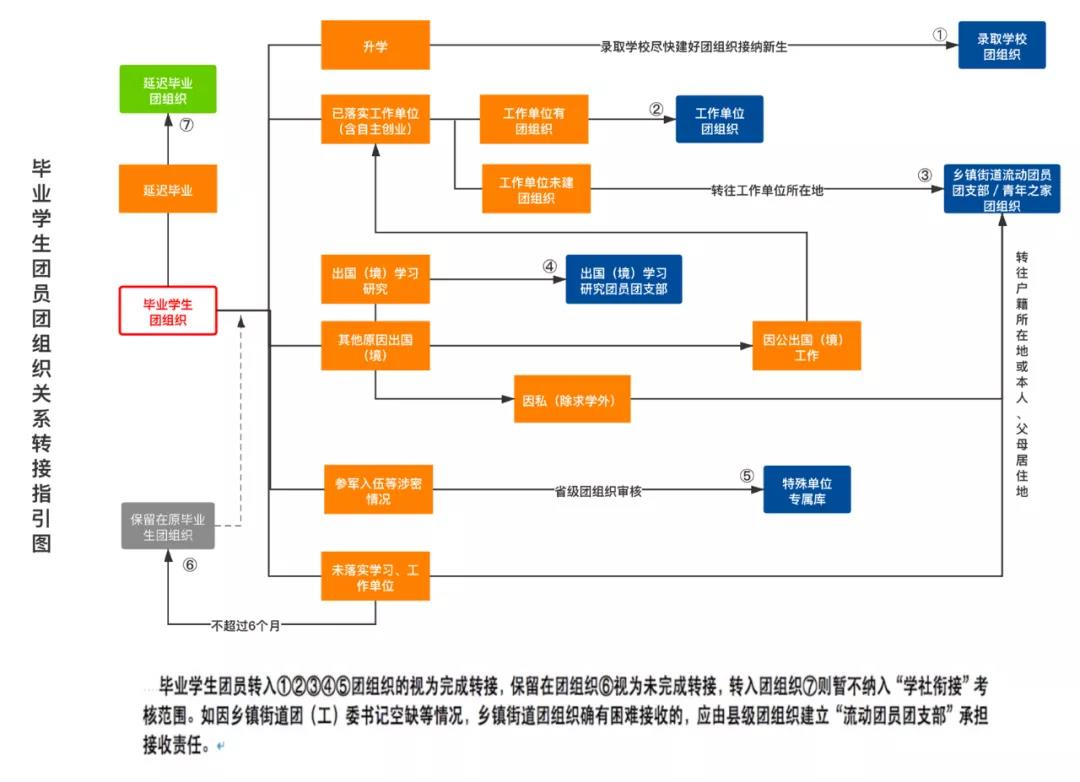 毕业学生团员团组织关系转接指引图
升学
录取学校尽快建好团组织接纳新生
①
录取学校
团组织
延迟毕业
团组织
⑦
延迟毕业
已落实工作单位
（含自主创业）
工作单位有
团组织
②
工作单位
团组织
工作单位未建
团组织
转往工作单位所在地
③
乡镇街道流动团员
团支部 / 青年之家
团组织
毕业学生
团组织
出国（境）学习
研究
④
出国（境）学习
研究团员团支部
其他原因出国
（境）
因公出国（境）
工作
因私（除求学外）
转往户籍所在地或本人、父母居住地
参军入伍等涉密
情况
省级团组织审核
⑤
特殊单位
专属库
保留在原毕业
生团组织
⑥
未落实学习、工
作单位
不超过6个月
毕业学生团员转入①②③④⑤团组织的视为完成转接，保留在团组织⑥视为未完成转接，转入团组织⑦则暂不纳入“学社衔接”考
核范围。如因乡镇街道团（工）委书记空缺等情况，乡镇街道团组织确有困难接收的，应由县级团组织建立“流动团员团支部”承担
接收责任。